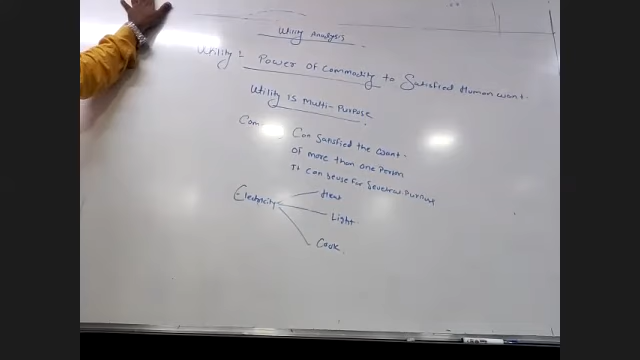 Utility Analysis
Utility: Power of Commodity to Satisfied Human want.
Utility is Multi-Purpose
Com- Can Satisfied the want.
of more than one Person
It can be use for Several Purpose
Electricity
Heat
Light
Cook.